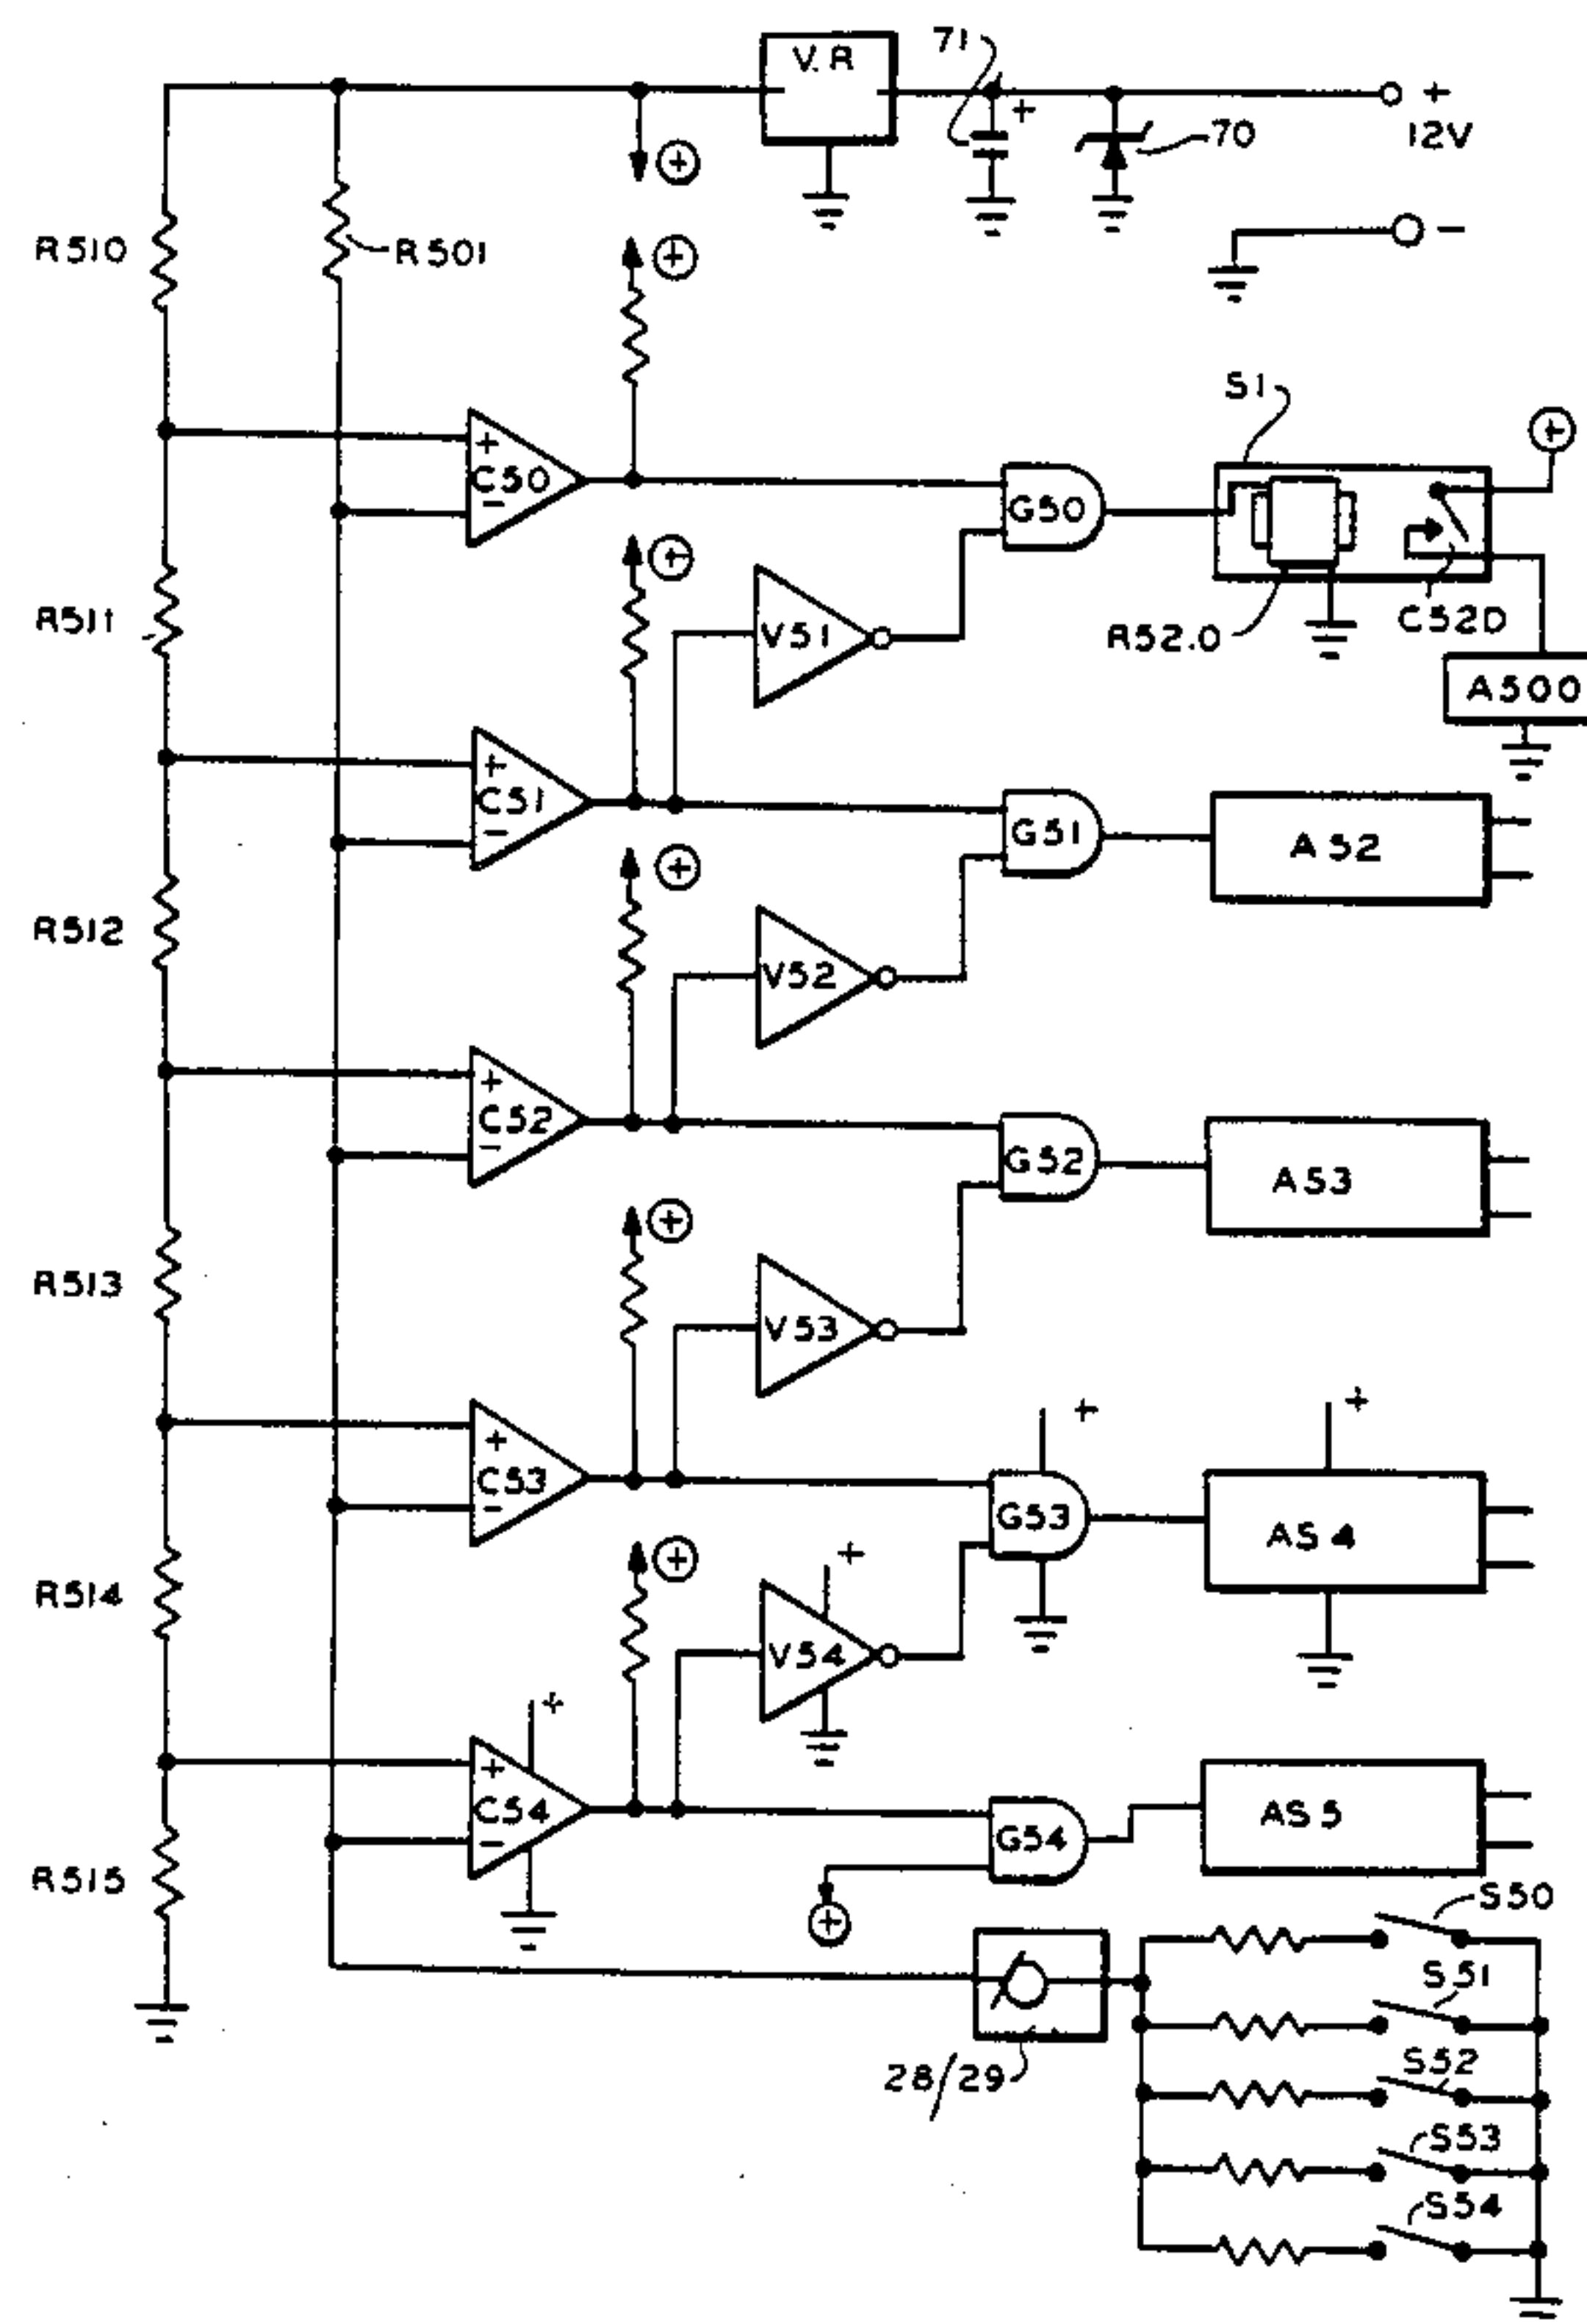 71
V.R
+
+
12V
70
+
R510
R501
+
-
S1
+
+
C50
-
G50
+
R511
V51
R52.0
C52D
A500
+
C51
-
G51
A52
+
R512
V52
+
C52
-
G52
A53
+
R513
V53
+
+
+
C53
-
G53
AS4
+
+
R514
V54
+
+
C54
-
G54
AS5
R515
+
S50
S51
28/29
S52
S53
S54